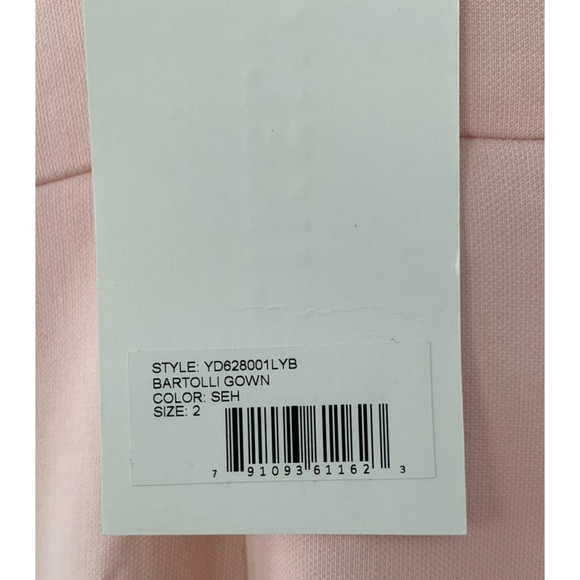 STYLE: YD628001LYB
BARTOLLI GOWN
COLOR: SEH
SIZE: 2
7 91093 61162 3